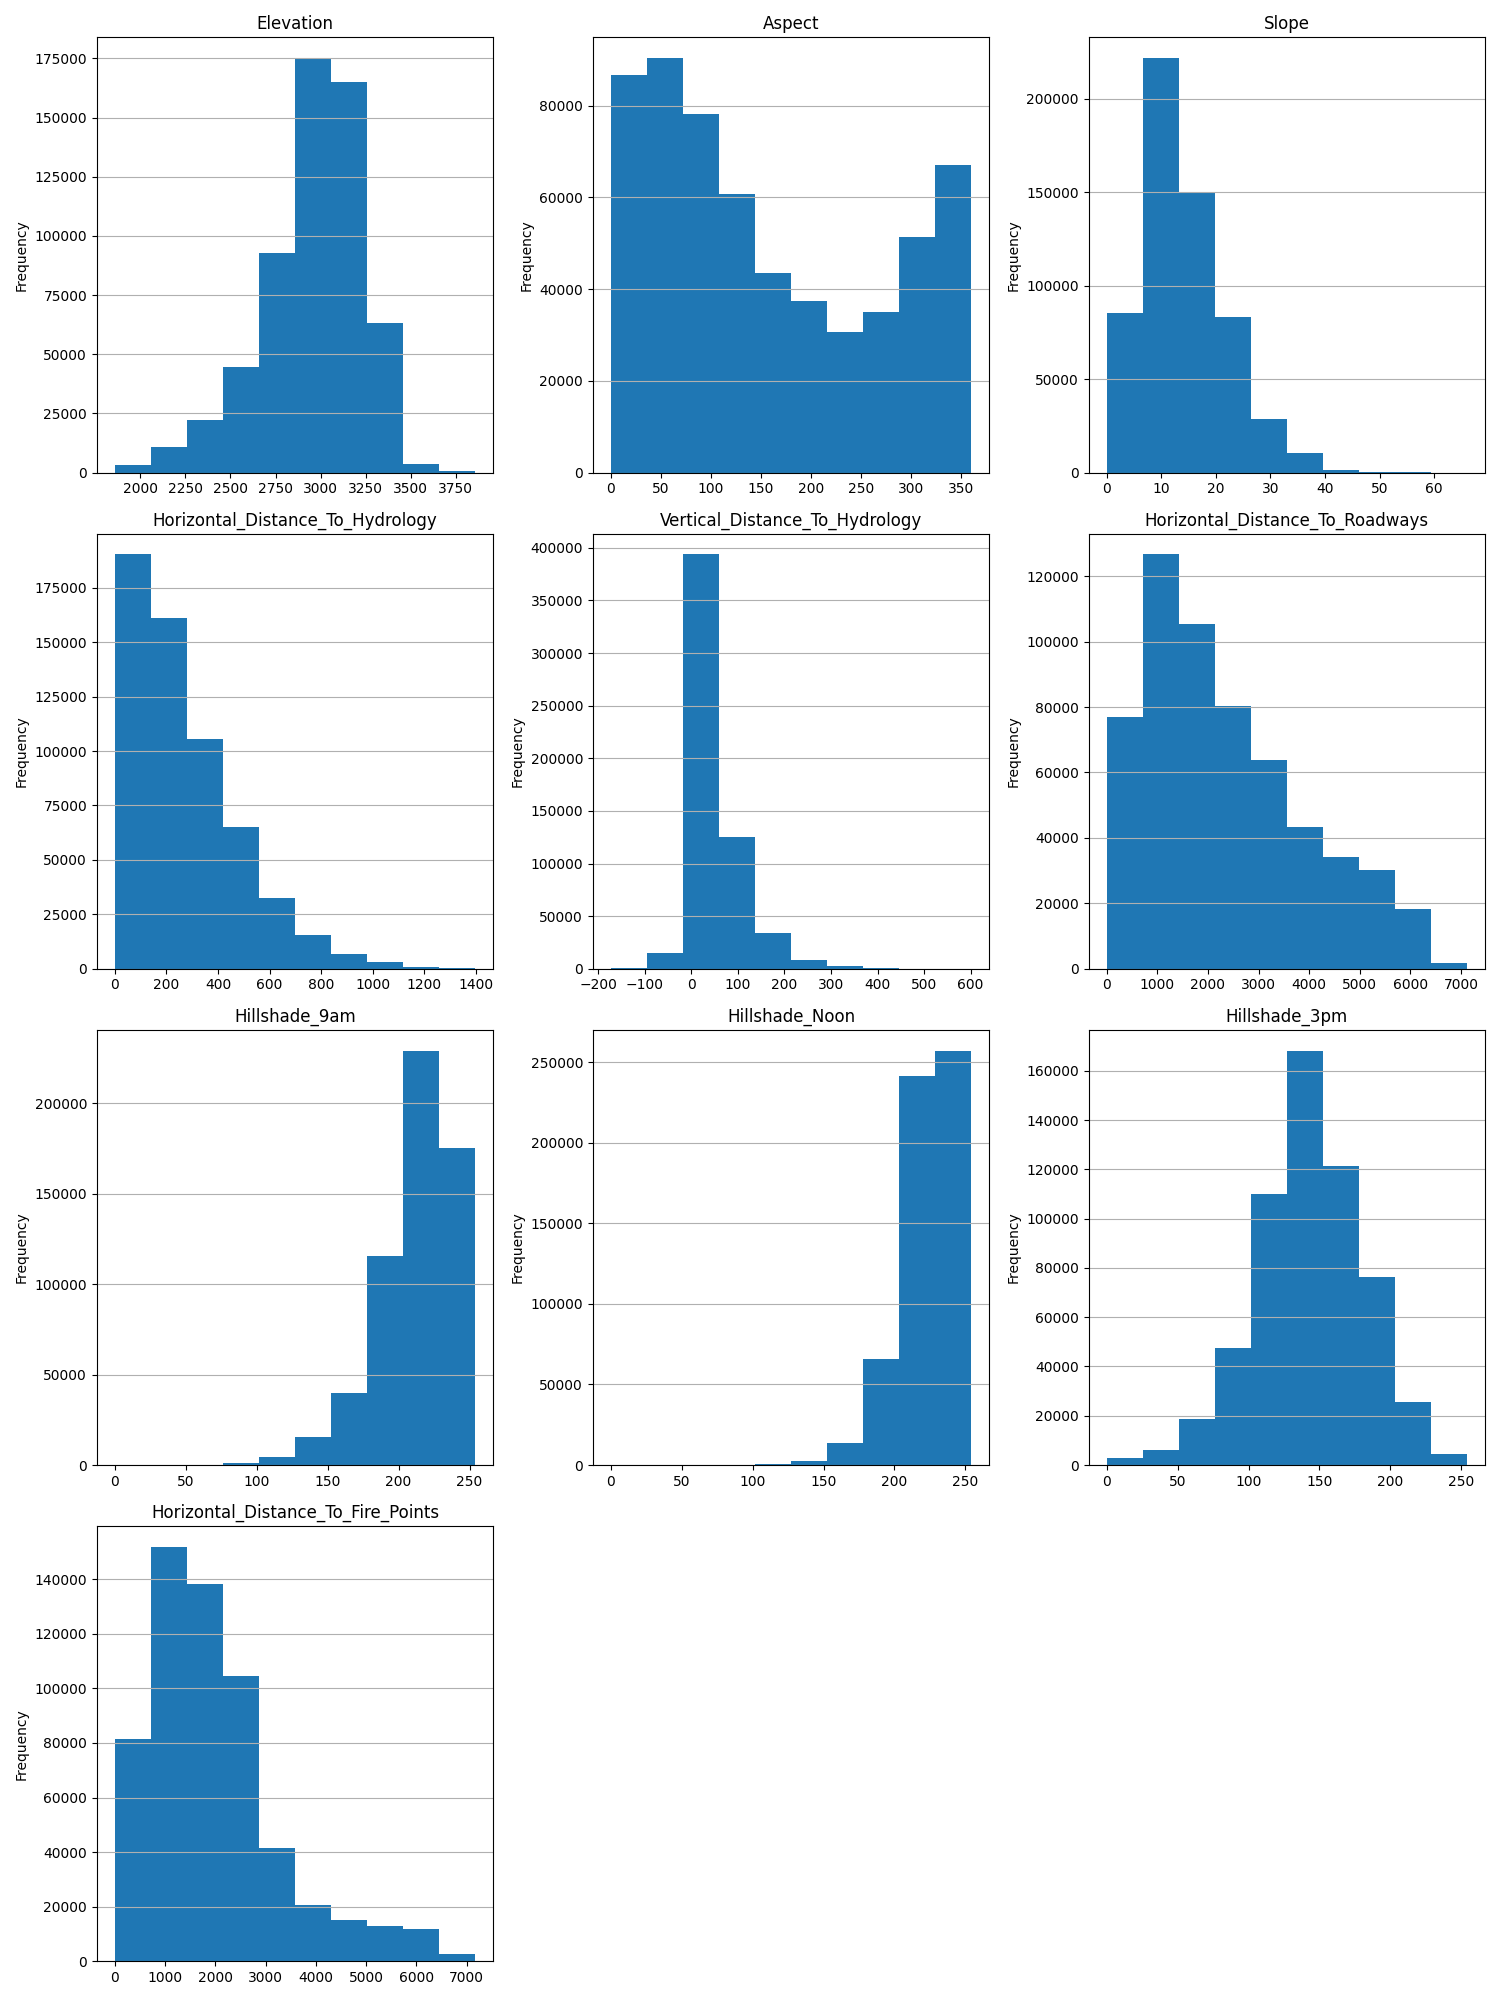 Elevation Aspect Slope
175000
150000
125000
100000
75000
50000
25000
0
Frequency
2000 2250 2500 2750 3000 3250 3500 3750
80000
60000
40000
20000
0
Frequency
0 50 100 150 200 250 300 350
200000
150000
100000
50000
0
Frequency
0 10 20 30 40 50 60
Horizontal_Distance_To_Hydrology Vertical_Distance_To_Hydrology Horizontal_Distance_To_Roadways
175000
150000
125000
100000
75000
50000
25000
0
Frequency
0 200 400 600 800 1000 1200 1400
400000
350000
300000
250000
200000
150000
100000
50000
0
Frequency
−200 −100 0 100 200 300 400 500 600
120000
100000
80000
60000
40000
20000
0
Frequency
0 1000 2000 3000 4000 5000 6000 7000
Hillshade_9am Hillshade_Noon Hillshade_3pm
200000
150000
100000
50000
0
Frequency
0 50 100 150 200 250
250000
200000
150000
100000
50000
0
Frequency
0 50 100 150 200 250
160000
140000
120000
100000
80000
60000
40000
20000
0
Frequency
0 50 100 150 200 250
Horizontal_Distance_To_Fire_Points
140000
120000
100000
80000
60000
40000
20000
0
Frequency
0 1000 2000 3000 4000 5000 6000 7000